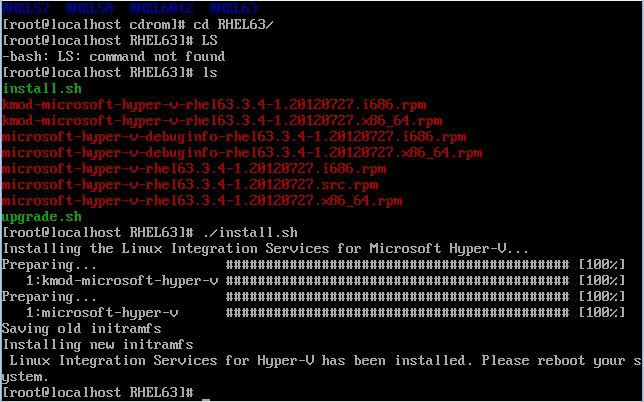 RHEL57  RHEL58  RHEL6012  RHEL63
[root@localhost cdrom]# cd RHEL63/
[root@localhost RHEL63]# LS
-bash: LS: command not found
[root@localhost RHEL63]# ls
install.sh
kmod-microsoft-hyper-v-rhel63.3.4-1.20120727.i686.rpm
kmod-microsoft-hyper-v-rhel63.3.4-1.20120727.x86_64.rpm
microsoft-hyper-v-debuginfo-rhel63.3.4-1.20120727.i686.rpm
microsoft-hyper-v-debuginfo-rhel63.3.4-1.20120727.x86_64.rpm
microsoft-hyper-v-rhel63.3.4-1.20120727.i686.rpm
microsoft-hyper-v-rhel63.3.4-1.20120727.src.rpm
microsoft-hyper-v-rhel63.3.4-1.20120727.x86_64.rpm
upgrade.sh
[root@localhost RHEL63]# ./install.sh
Installing the Linux Integration Services for Microsoft Hyper-V...
Preparing...                ########################################### [100%]
   1:kmod-microsoft-hyper-v ########################################### [100%]
Preparing...                ########################################### [100%]
   1:microsoft-hyper-v      ########################################### [100%]
Saving old initramfs
Installing new initramfs
 Linux Integration Services for Hyper-V has been installed. Please reboot your s
ystem.
[root@localhost RHEL63]# _